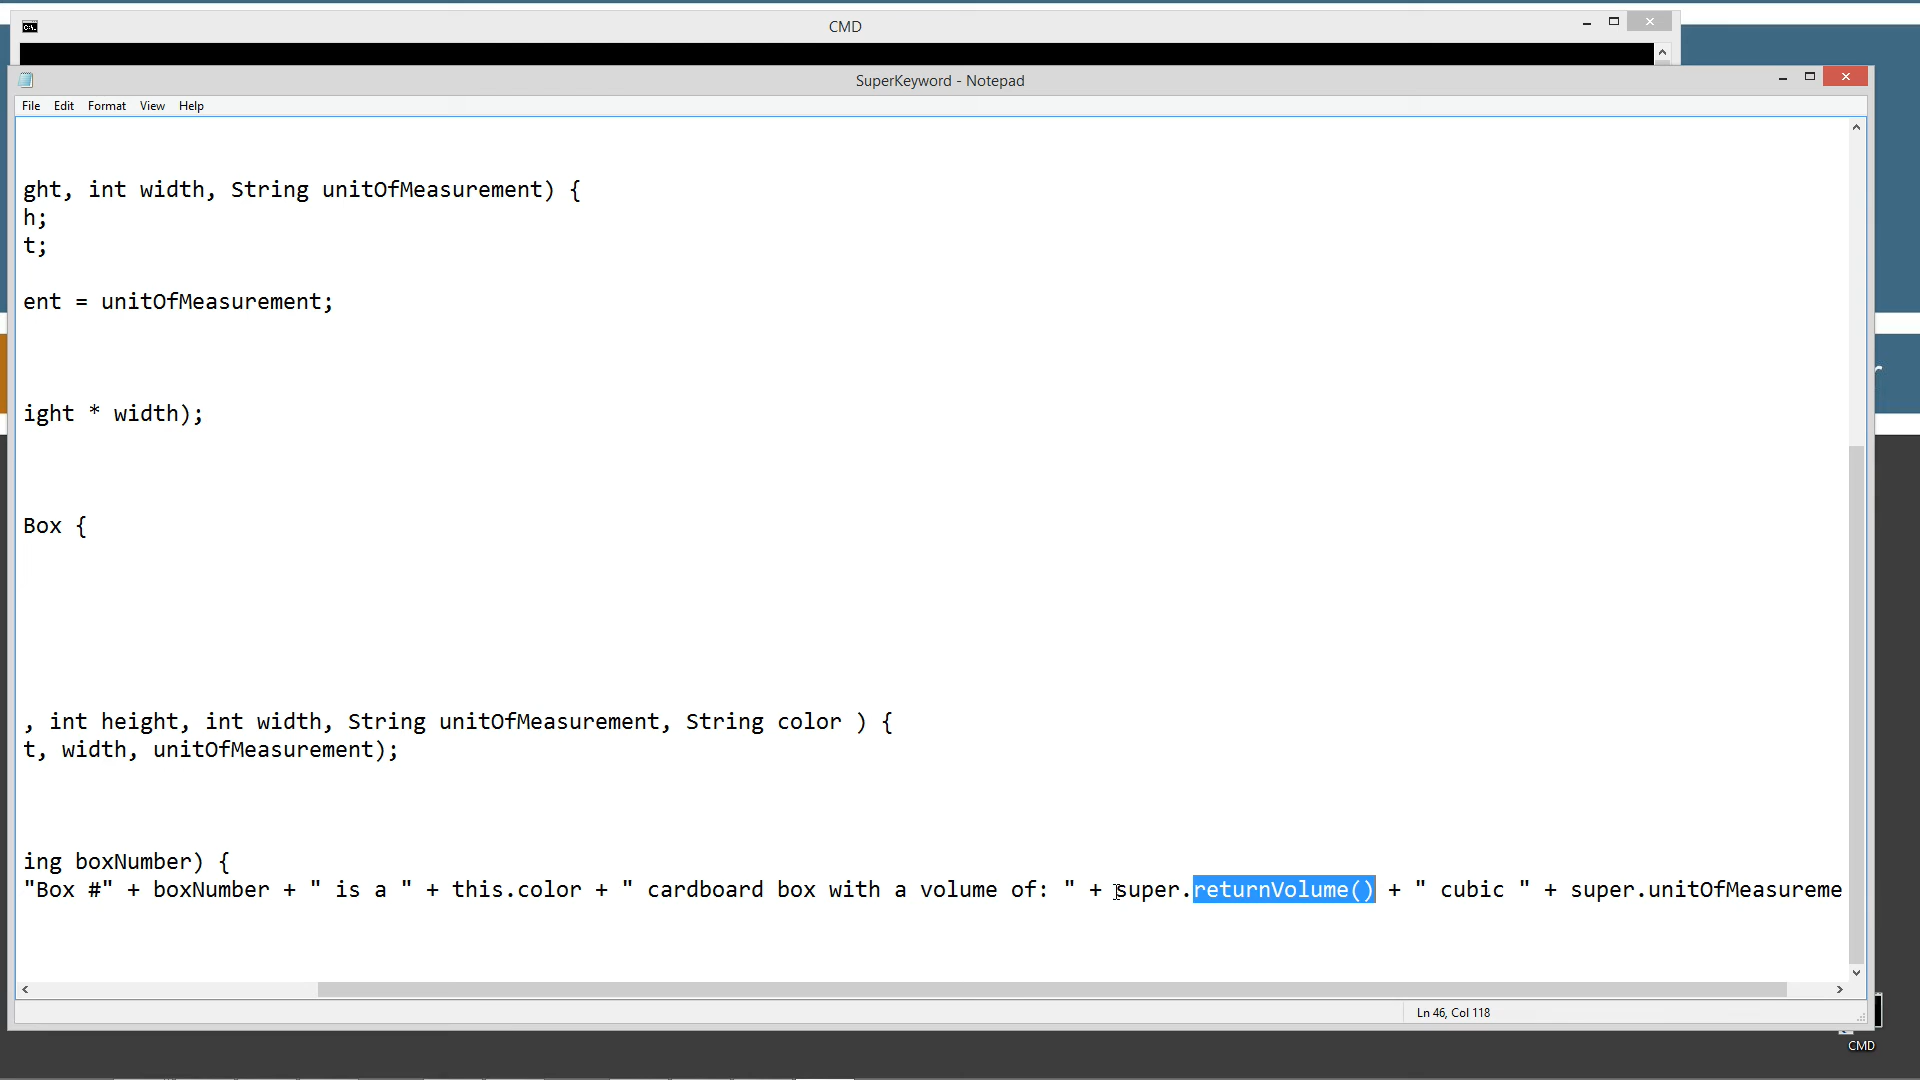 CMD
SuperKeyword - Notepad
File Edit Format View Help
ght, int width, String unitOfMeasurement) {
h;
t;
ent = unitOfMeasurement;
ight * width);
Box {
, int height, int width, String unitOfMeasurement, String color ) {
t, width, unitOfMeasurement);
ing boxNumber) {
"Box #" + boxNumber + " is a " + this.color + " cardboard box with a volume of: " + super.returnVolume() + " cubic " + super.unitOfMeasureme
Ln 46, Col 118
CMD